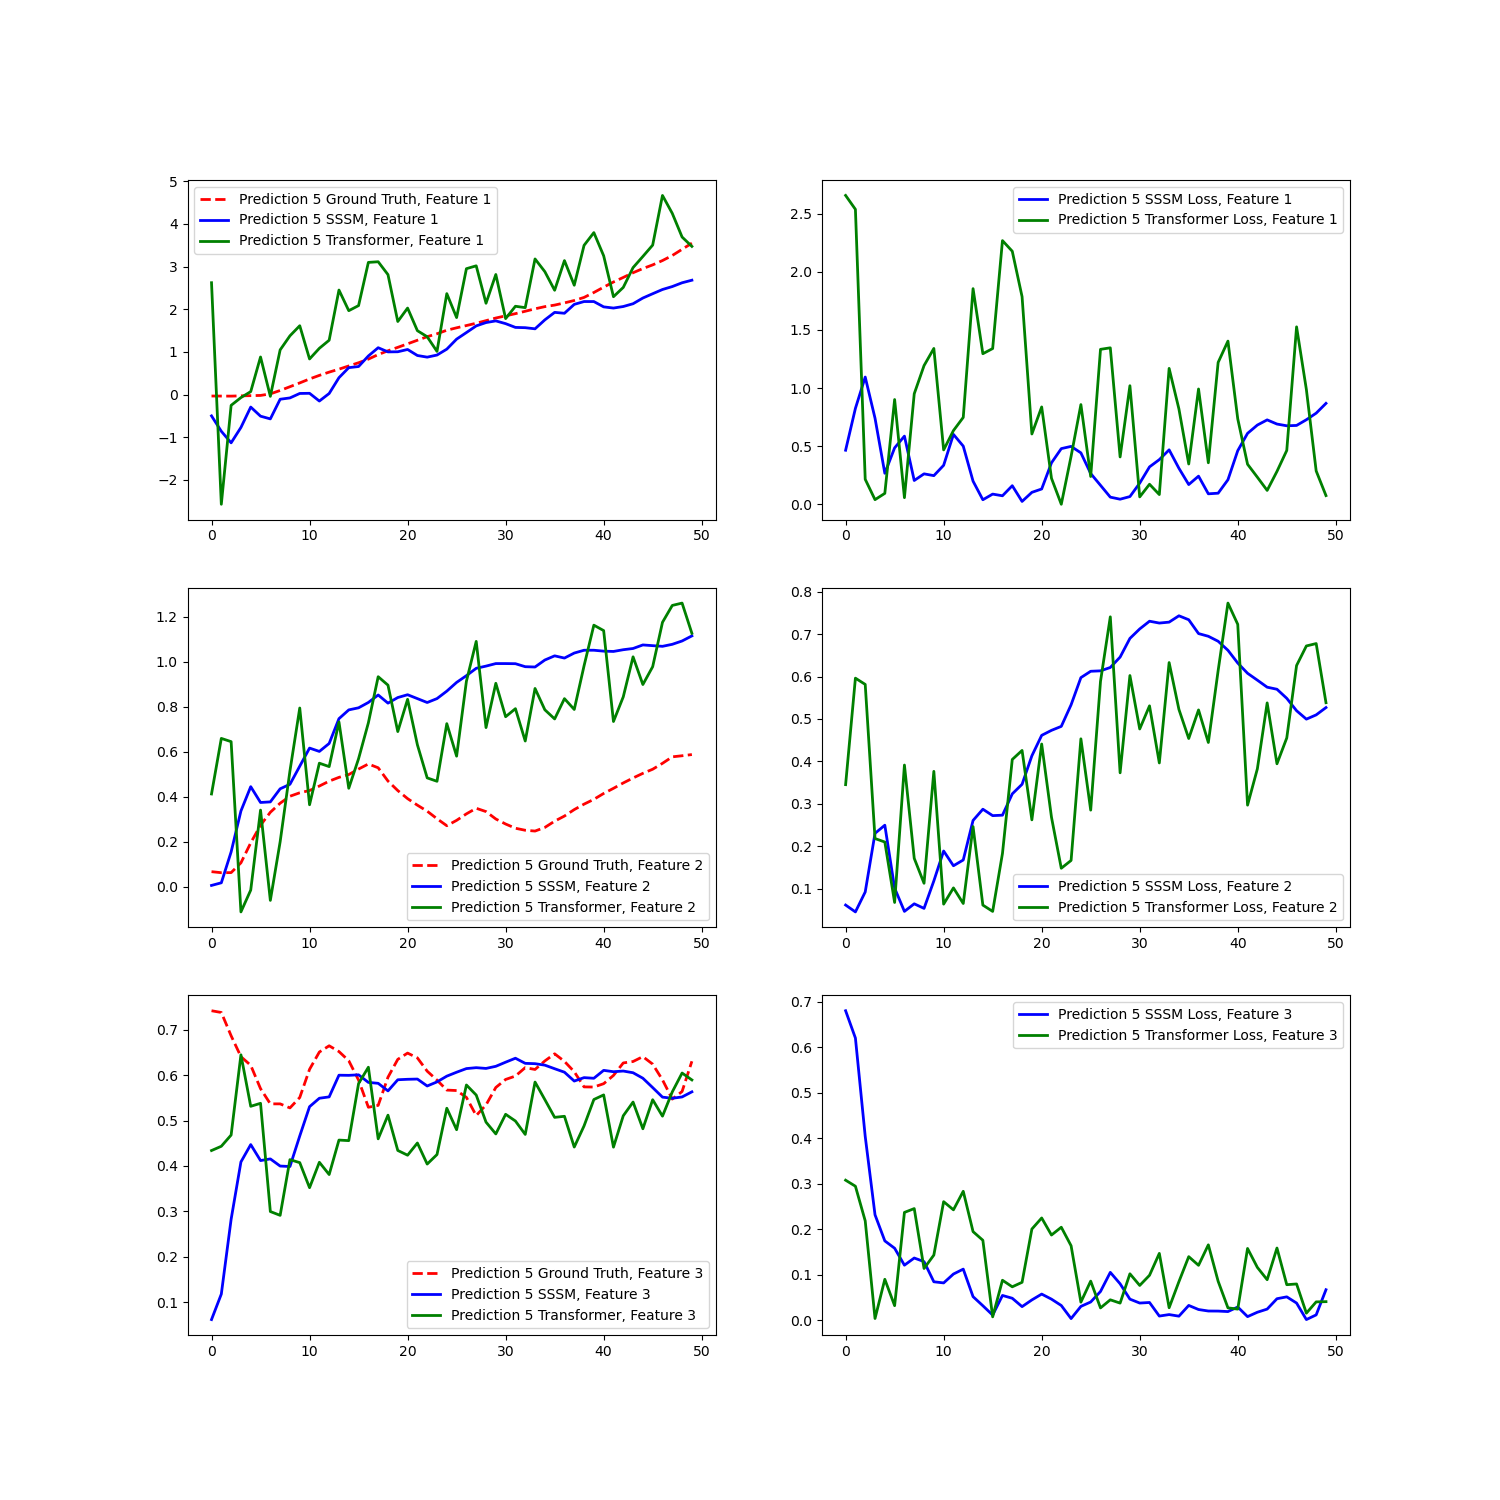 Prediction 5 Ground Truth, Feature 1
Prediction 5 SSSM, Feature 1
Prediction 5 Transformer, Feature 1
5
4
3
2
1
0
−1
−2
0 10 20 30 40 50
Prediction 5 SSSM Loss, Feature 1
Prediction 5 Transformer Loss, Feature 1
2.5
2.0
1.5
1.0
0.5
0.0
0 10 20 30 40 50
1.2
1.0
0.8
0.6
0.4
0.2
0.0
Prediction 5 Ground Truth, Feature 2
Prediction 5 SSSM, Feature 2
Prediction 5 Transformer, Feature 2
0 10 20 30 40 50
0.8
0.7
0.6
0.5
0.4
0.3
0.2
0.1
Prediction 5 SSSM Loss, Feature 2
Prediction 5 Transformer Loss, Feature 2
0 10 20 30 40 50
0.7
0.6
0.5
0.4
0.3
0.2
0.1
Prediction 5 Ground Truth, Feature 3
Prediction 5 SSSM, Feature 3
Prediction 5 Transformer, Feature 3
0 10 20 30 40 50
Prediction 5 SSSM Loss, Feature 3
Prediction 5 Transformer Loss, Feature 3
0.7
0.6
0.5
0.4
0.3
0.2
0.1
0.0
0 10 20 30 40 50